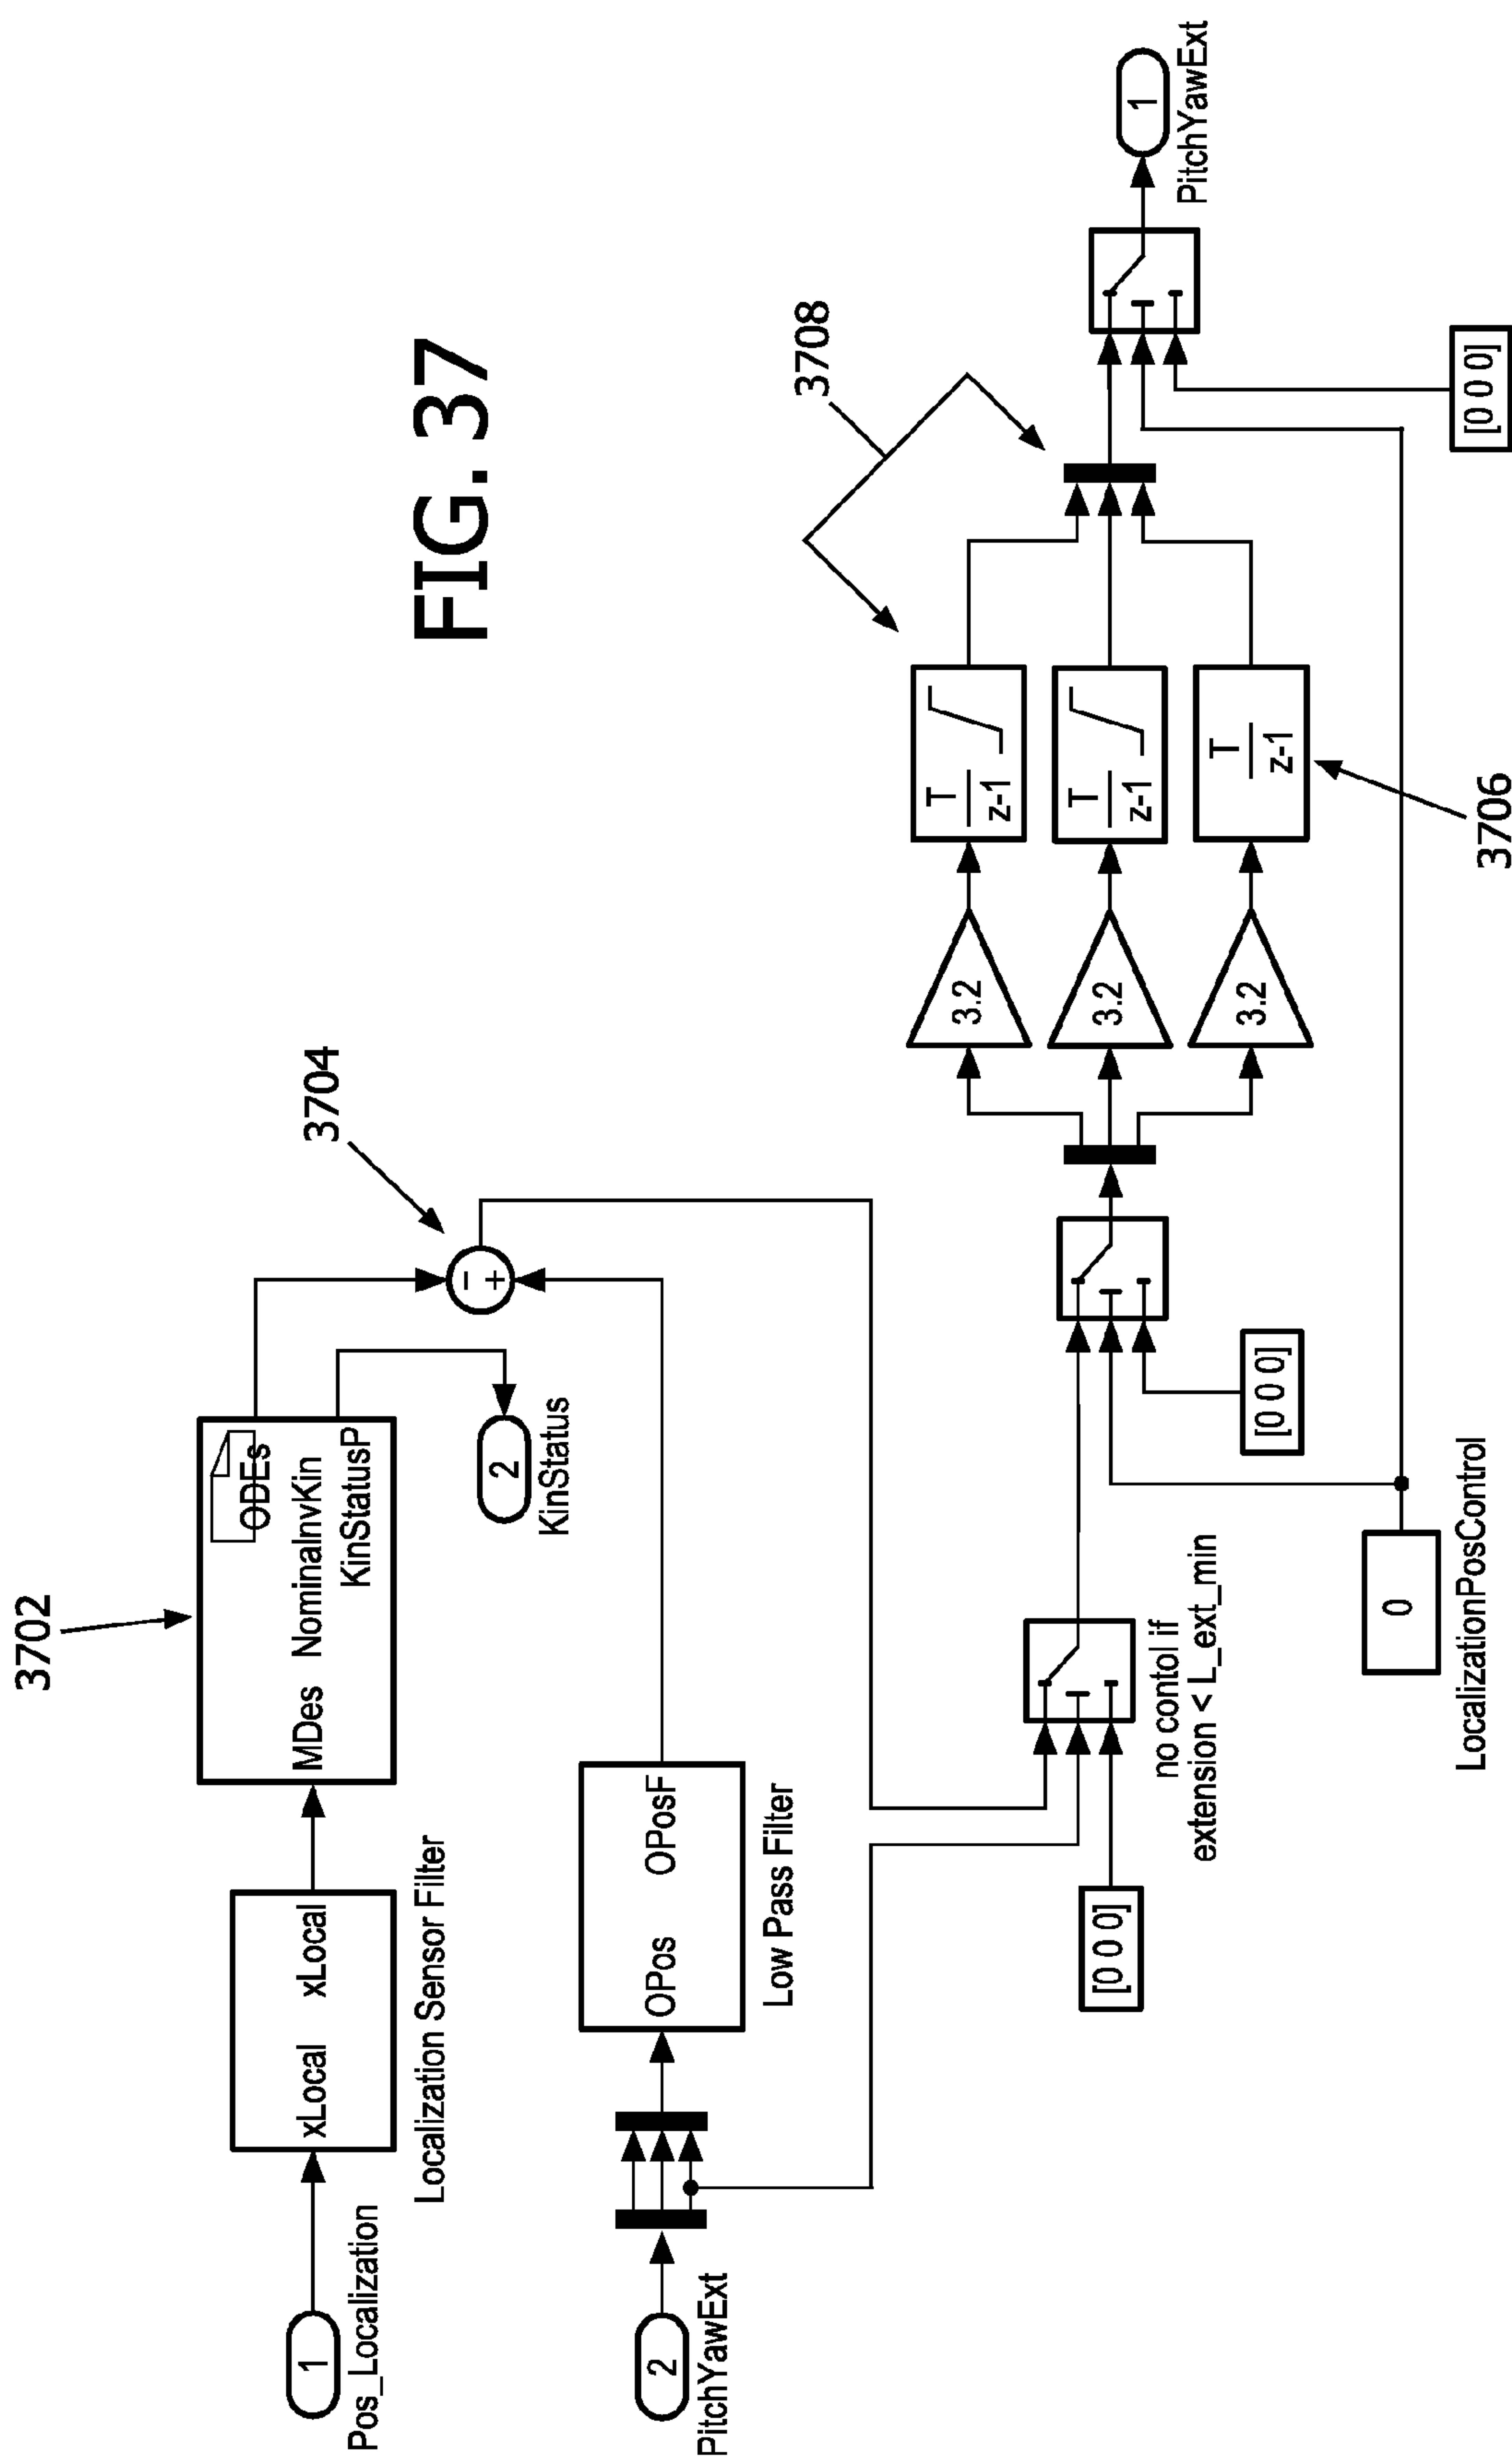 FIG. 37
3702
1
Pos_Localization
xLocal xLocal
Localization Sensor Filter
ODEs
MDes NominalnvKin
KinStatusP
3704
−
+
2
KinStatus
2
PitchYawExt
OPos OPosF
Low Pass Filter
[0 0 0]
no contol if
extension < L_ext_min
[0 0 0]
0
LocalizationPosControl
3.2
3.2
3.2
T
z-1
T
z-1
T
z-1
3706
3708
[0 0 0]
1
PitchYawExt